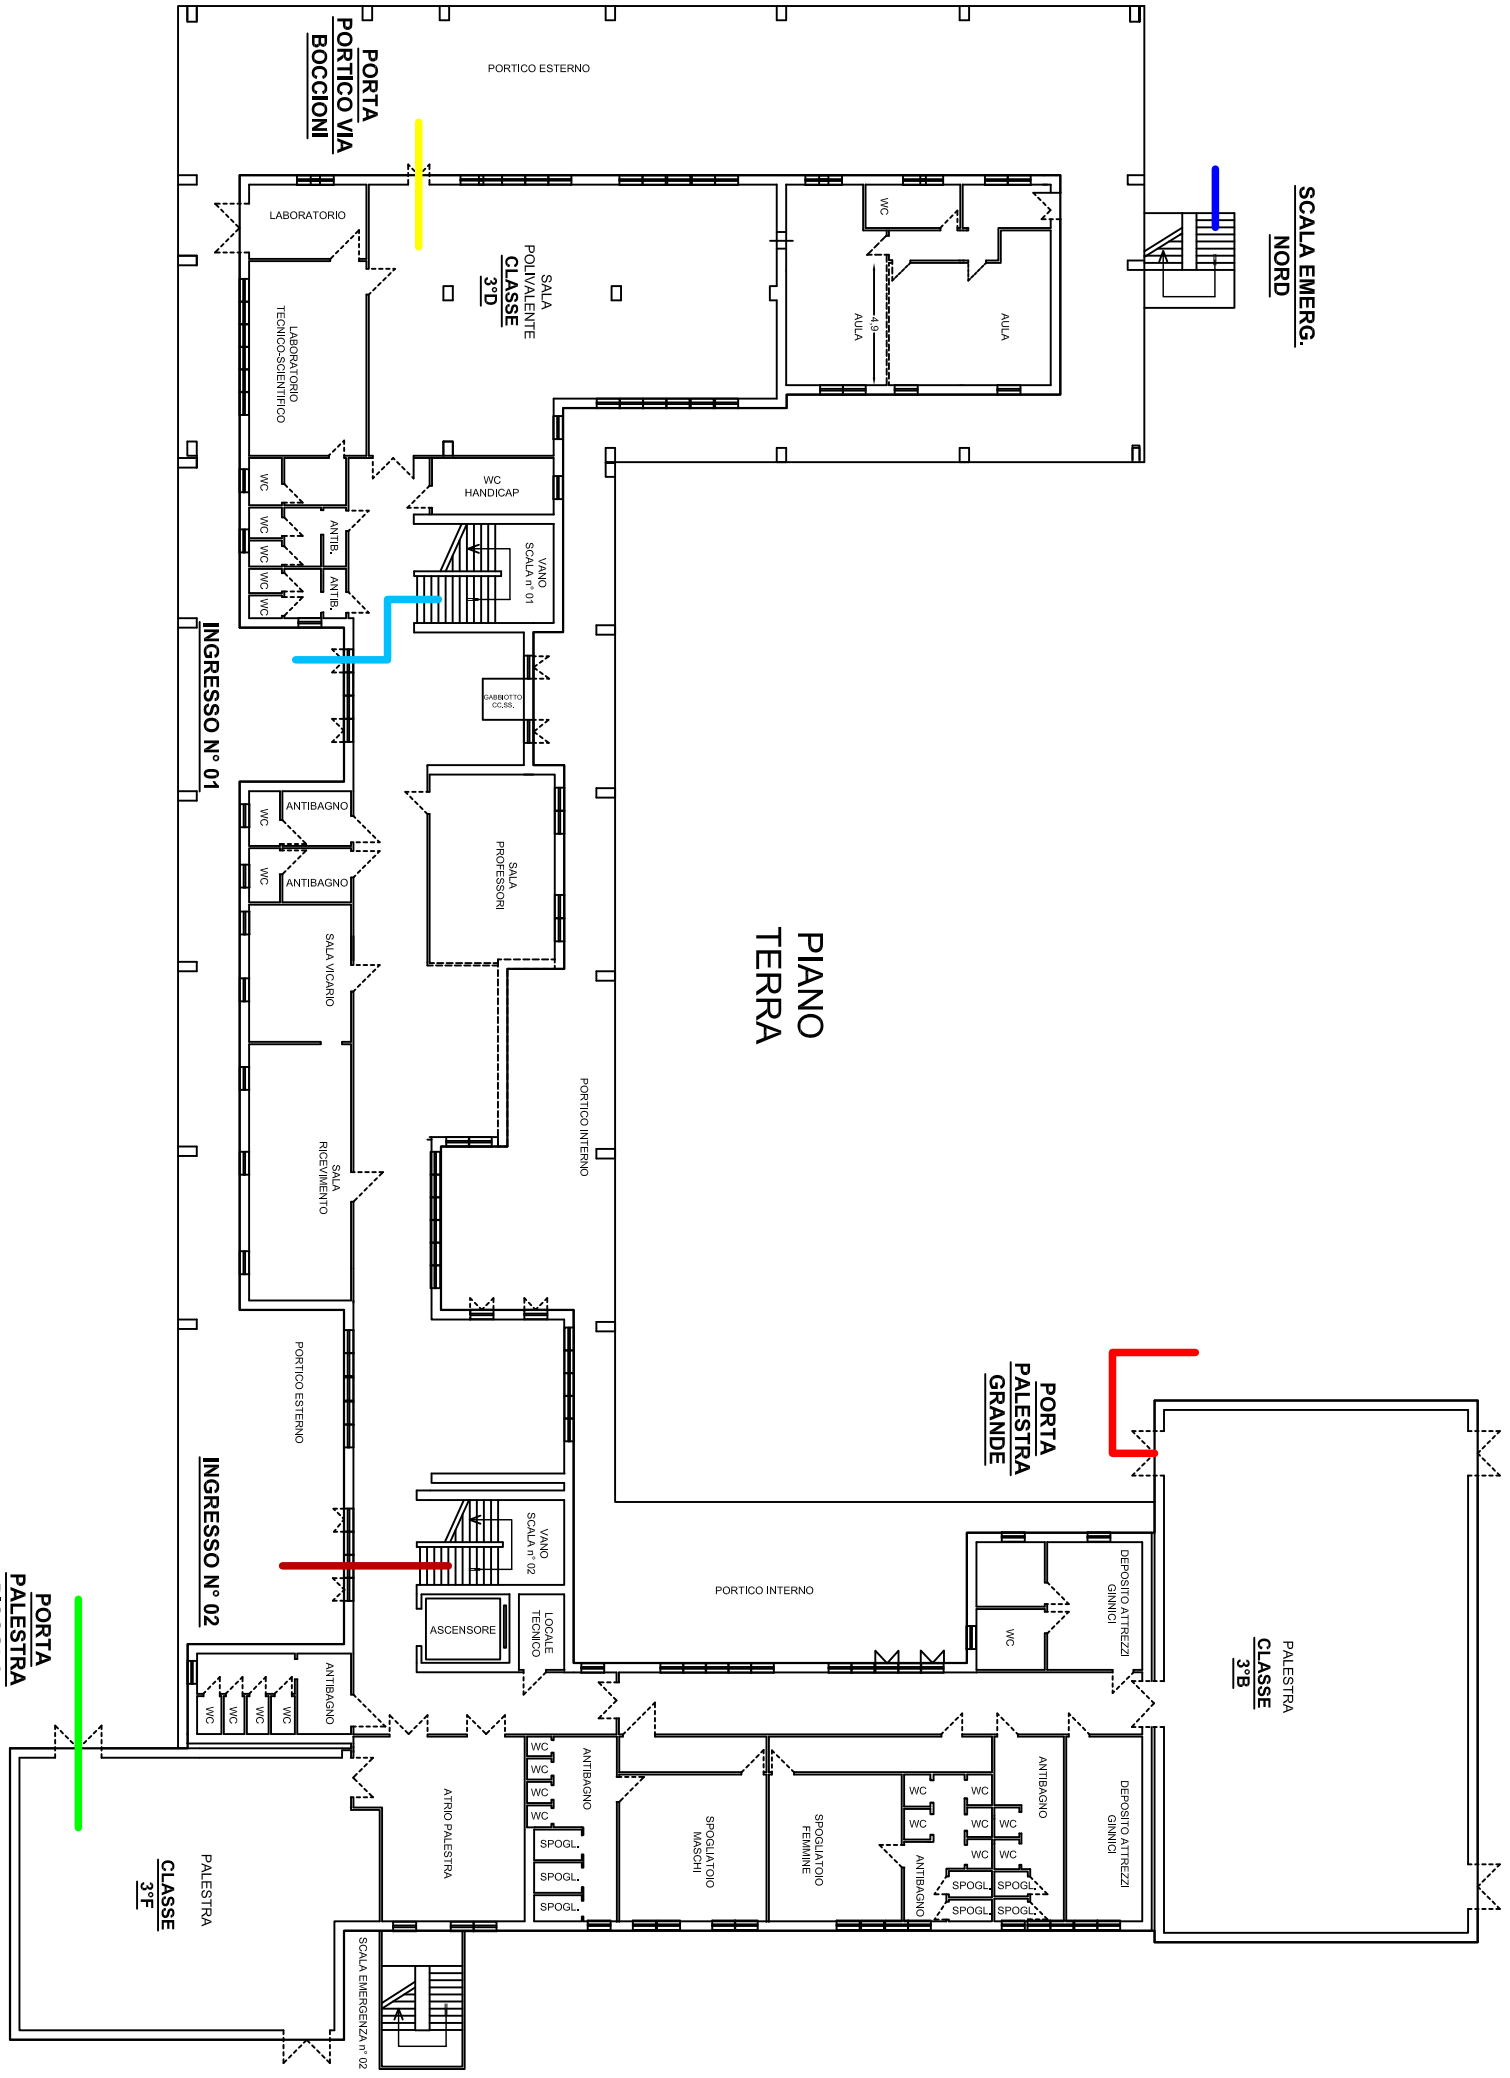 PORTICO ESTERNO
PORTA
PORTICO VIA
BOCCIONI
SCALA EMERG.
NORD
LABORATORIO
WC
SALA
POLIVALENTE
CLASSE
3°D
AULA
4.9
AULA
LABORATORIO
TECNICO-SCIENTIFICO
WC
WC
HANDICAP
WC
ANTIB.
WC
WC
ANTIB.
WC
VANO
SCALA n° 01
INGRESSO N° 01
GABBIOTTO
CC.SS.
WC
ANTIBAGNO
WC
ANTIBAGNO
SALA
PROFESSORI
SALA VICARIO
PIANO
TERRA
SALA
RICEVIMENTO
PORTICO INTERNO
PORTICO ESTERNO
PORTA
PALESTRA
GRANDE
INGRESSO N° 02
VANO
SCALA n° 02
ASCENSORE
LOCALE
TECNICO
PORTICO INTERNO
DEPOSITO ATTREZZI
GINNICI
WC
PALESTRA
CLASSE
3°B
PORTA
PALESTRA
ANTIBAGNO
WC
WC
WC
WC
ATRIO PALESTRA
WC
WC
WC
WC
ANTIBAGNO
SPOGL.
SPOGL.
SPOGL.
SPOGLIATOIO
MASCHI
SPOGLIATOIO
FEMMINE
WC
WC
WC
WC
WC
WC
WC
ANTIBAGNO
ANTIBAGNO
SPOGL.
SPOGL.
SPOGL.
SPOGL.
DEPOSITO ATTREZZI
GINNICI
PALESTRA
CLASSE
3°F
SCALA EMERGENZA n° 02